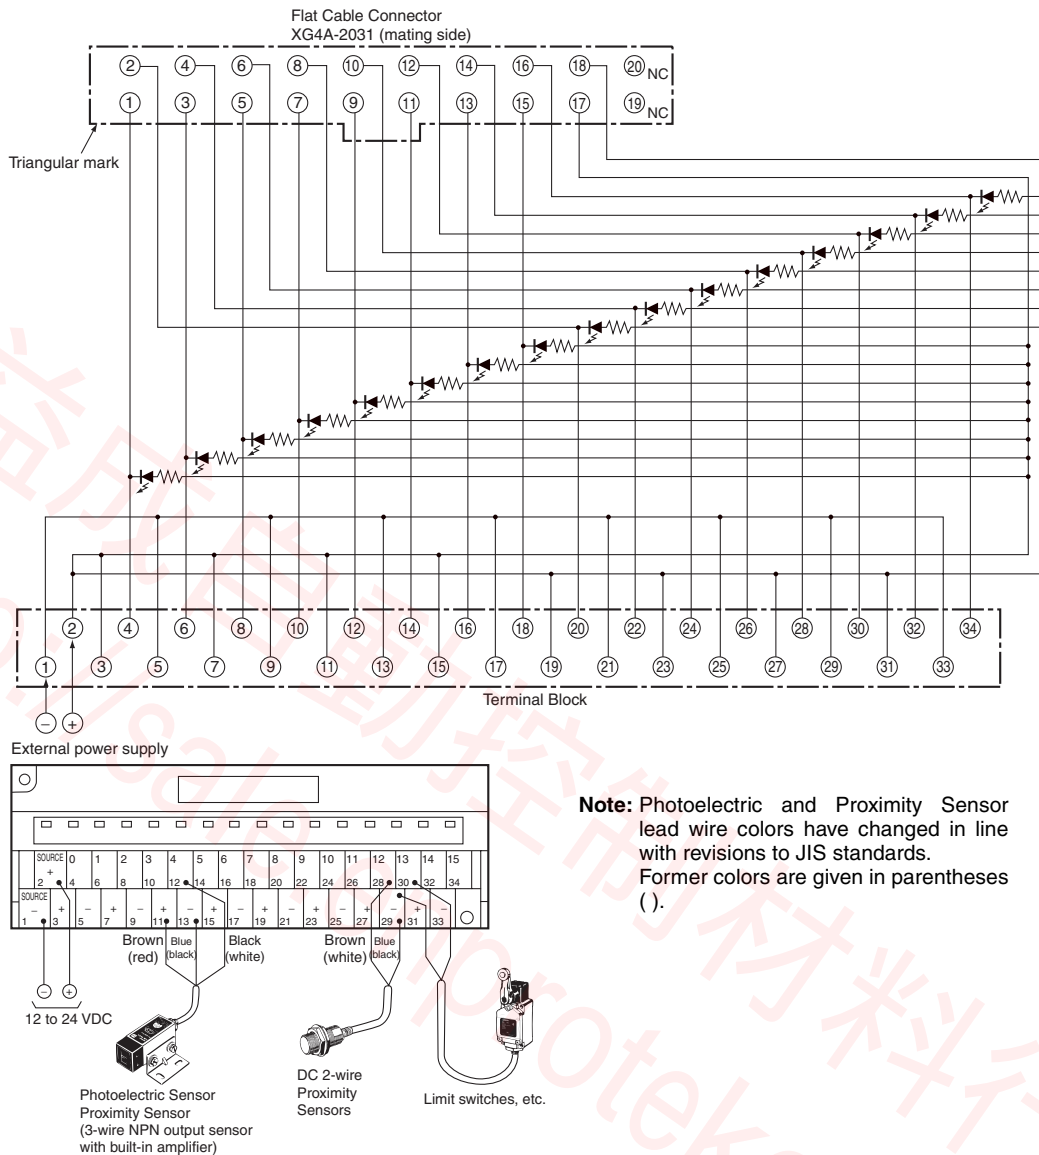 Flat Cable Connector
XG4A-2031 (mating side)
2 4 6 8 10 12 14 16 18 20 NC
1 3 5 7 9 11 13 15 17 19 NC
Triangular mark
2 4 6 8 10 12 14 16 18 20 22 24 26 28 30 32 34
1 3 5 7 9 11 13 15 17 19 21 23 25 27 29 31 33
Terminal Block
− +
External power supply
SOURCE 0 1 2 3 4 5 6 7 8 9 10 11 12 13 14 15
+
2 4 6 8 10 12 14 16 18 20 22 24 26 28 30 32 34
SOURCE
− + − + − + − + − + − + − + −
1 3 5 7 9 11 13 15 17 19 21 23 25 27 29 31 33
Brown (red)
Blue (black)
Black (white)
Brown (white)
Blue (black)
− +
12 to 24 VDC
Photoelectric Sensor
Proximity Sensor
(3-wire NPN output sensor
with built-in amplifier)
DC 2-wire
Proximity
Sensors
Limit switches, etc.
Note: Photoelectric and Proximity Sensor
lead wire colors have changed in line
with revisions to JIS standards.
Former colors are given in parentheses
( ).
益成自動控制材料行